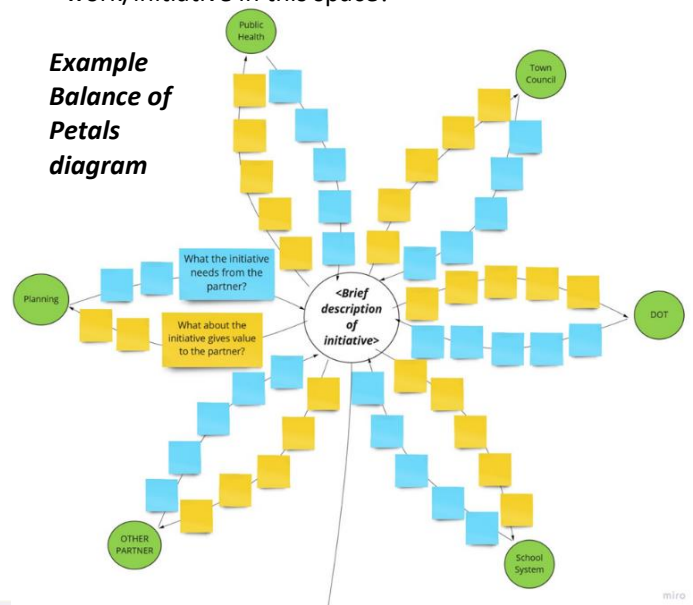 work/initiative in this space?
Example
Balance of
Petals
diagram
Public
Health
Town
Council
What the initiative
needs from the
partner?
Planning
What about the
initiative gives value
to the partner?
<Brief
description
of
initiative>
DOT
OTHER
PARTNER
School
System
miro